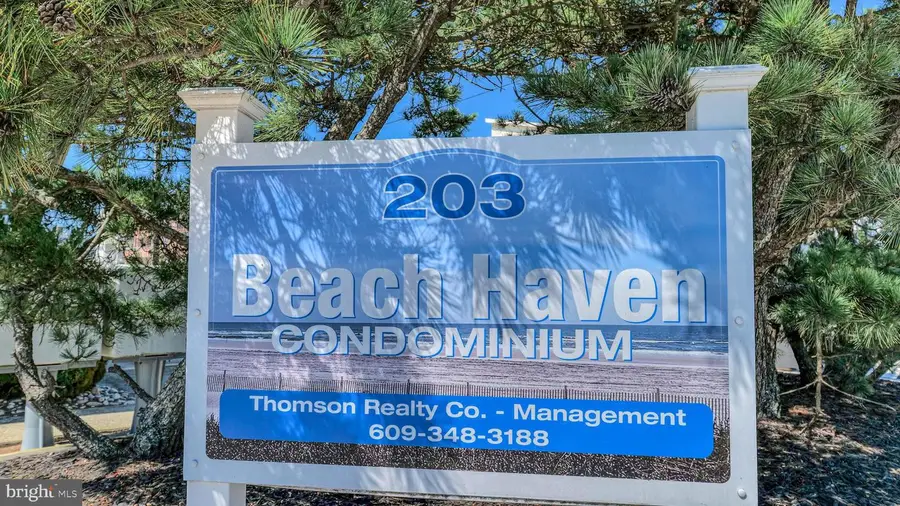 203
Beach Haven
CONDOMINIUM
Thomson Realty Co. - Management
609-348-3188
bright MLS